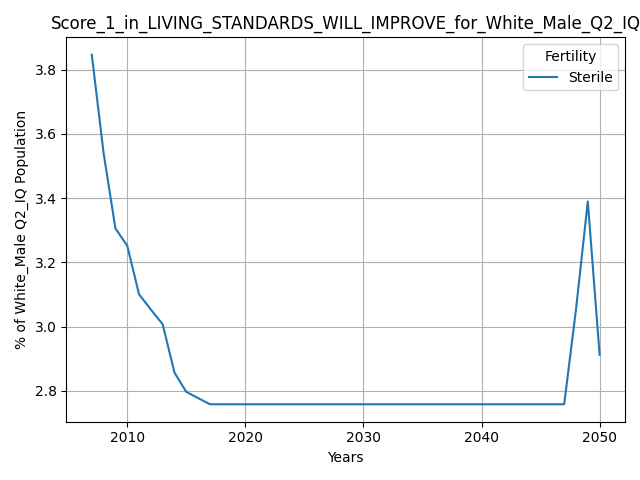 Score_1_in_LIVING_STANDARDS_WILL_IMPROVE_for_White_Male_Q2_IQ
Fertility
Sterile
3.8
3.6
3.4
3.2
3.0
2.8
% of White_Male Q2_IQ Population
2010
2020
2030
2040
2050
Years